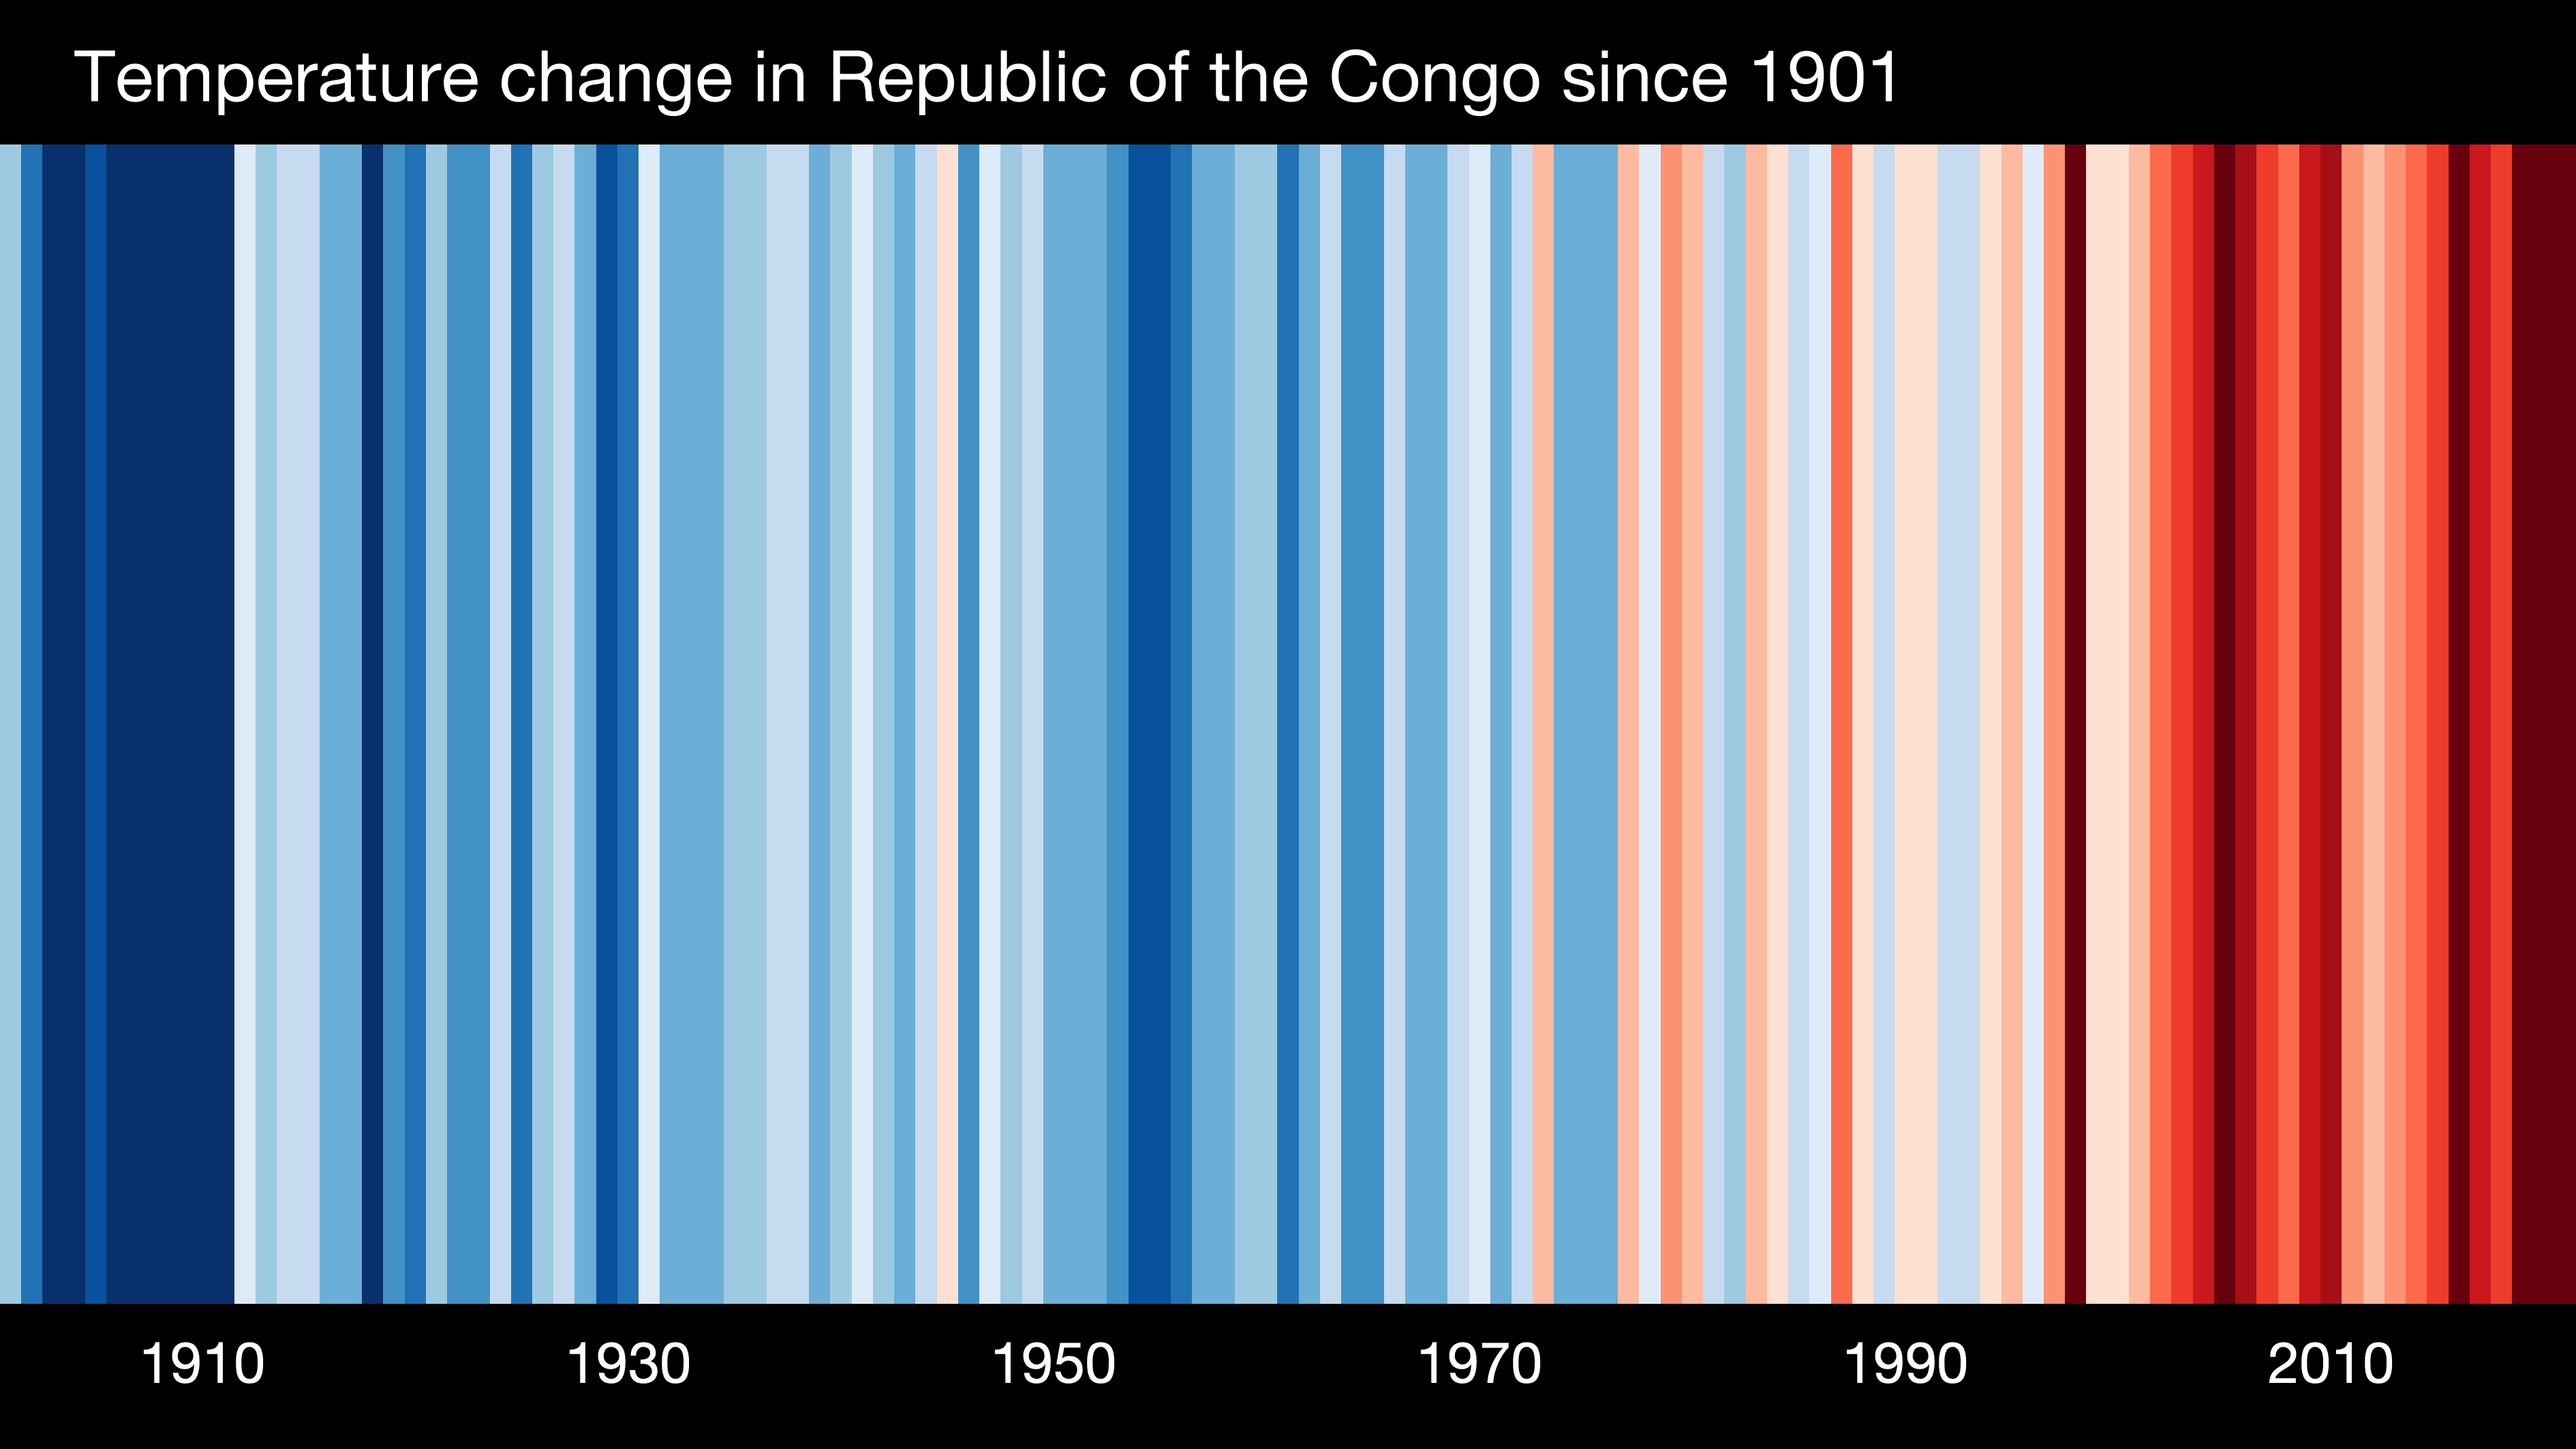 Temperature change in Republic of the Congo since 1901
1910 1930 1950 1970 1990 2010